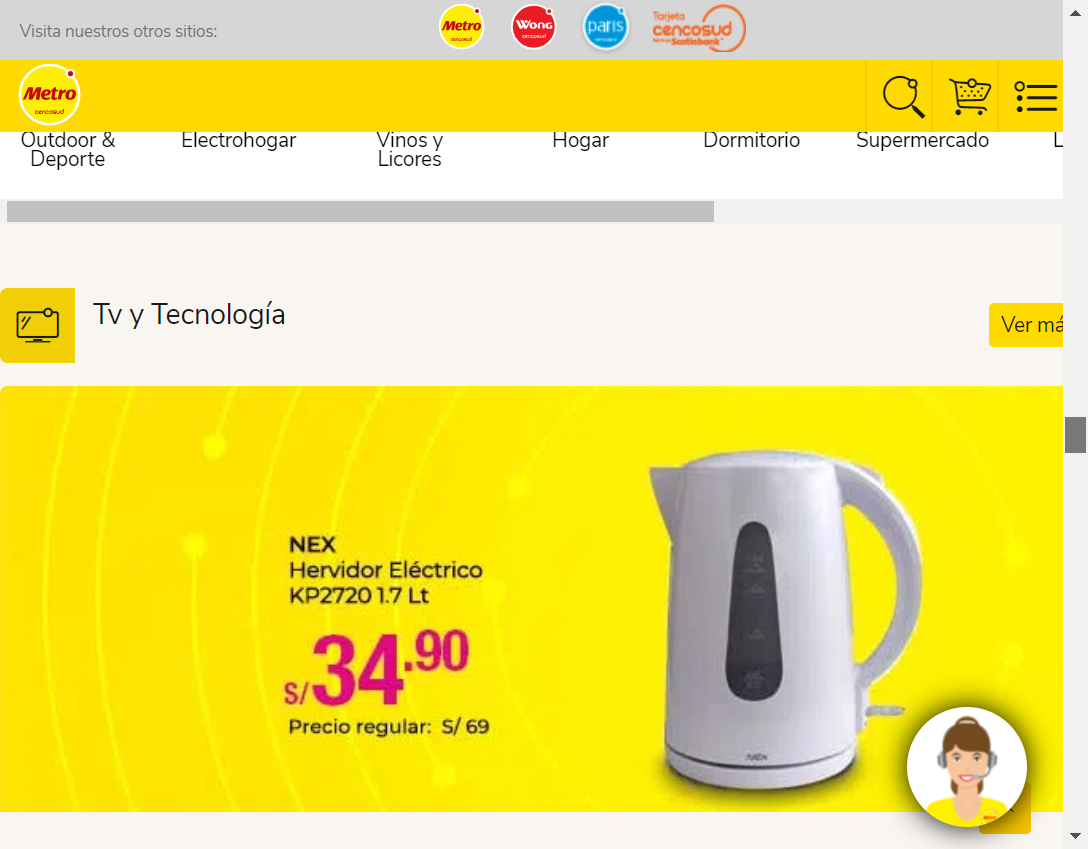 Visita nuestros otros sitios:
Metro
cencosud
Wong
cencosud
paris
cencosud
Tarjeta
cencosud
Scotiabank
Metro
cencosud
Outdoor &
Deporte
Electrohogar
Vinos y
Licores
Hogar
Dormitorio
Supermercado
L
Tv y Tecnología
Ver má
NEX
Hervidor Eléctrico
KP2720 1.7 Lt
S/34.90
Precio regular: S/ 69
NEX